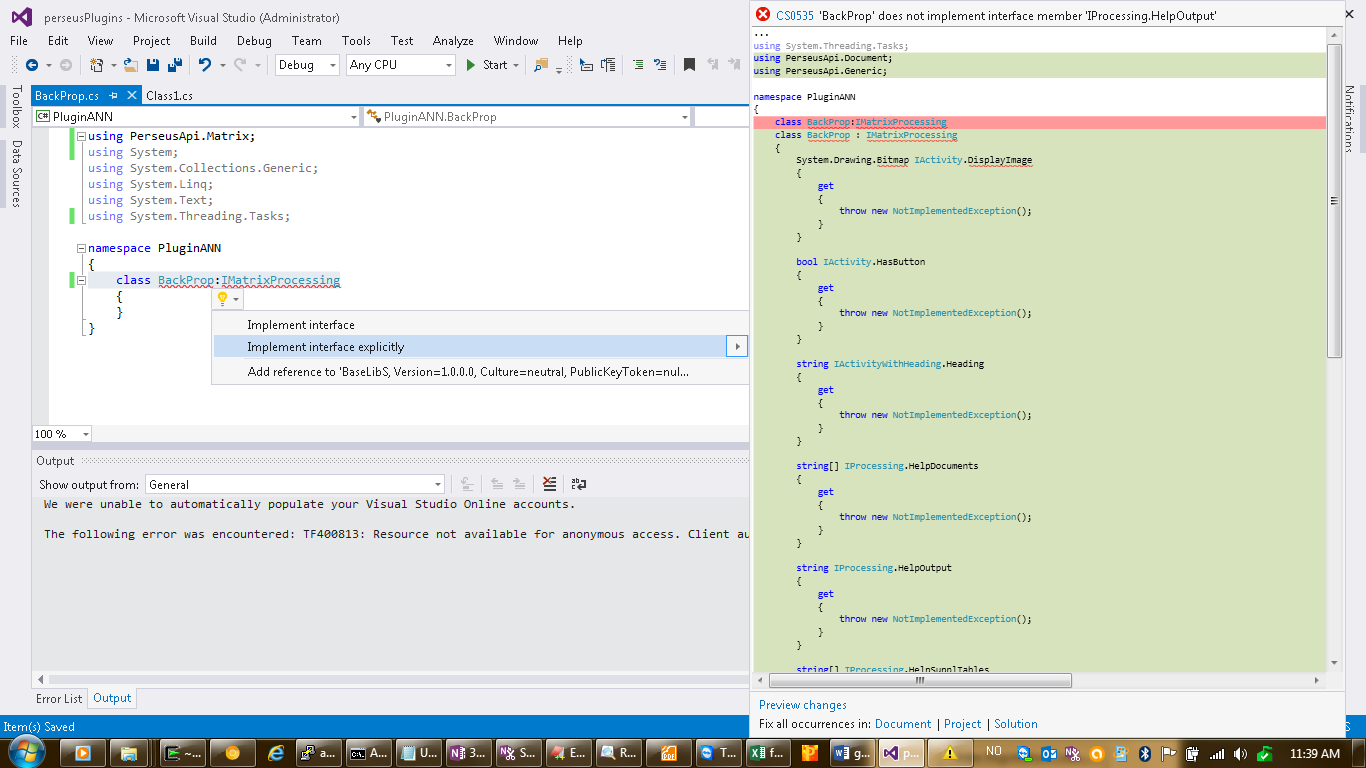 perseusPlugins - Microsoft Visual Studio (Administrator)
File Edit View Project Build Debug Team Tools Test Analyze Window Help
Debug Any CPU Start
Toolbox
Data Sources
BackProp.cs Class1.cs
C# PluginANN PluginANN.BackProp
using PerseusApi.Matrix;
using System;
using System.Collections.Generic;
using System.Linq;
using System.Text;
using System.Threading.Tasks;
namespace PluginANN
{
class BackProp:IMatrixProcessing
{
}
}
Implement interface
Implement interface explicitly
Add reference to 'BaseLibS, Version=1.0.0.0, Culture=neutral, PublicKeyToken=nul...
100 %
Output
Show output from: General
We were unable to automatically populate your Visual Studio Online accounts.
The following error was encountered: TF400813: Resource not available for anonymous access. Client au
Error List Output
Item(s) Saved
CS0535 'BackProp' does not implement interface member 'IProcessing.HelpOutput'
...
using System.Threading.Tasks;
using PerseusApi.Document;
using PerseusApi.Generic;
namespace PluginANN
{
class BackProp:IMatrixProcessing
class BackProp : IMatrixProcessing
{
System.Drawing.Bitmap IActivity.DisplayImage
{
get
{
throw new NotImplementedException();
}
}
bool IActivity.HasButton
{
get
{
throw new NotImplementedException();
}
}
string IActivityWithHeading.Heading
{
get
{
throw new NotImplementedException();
}
}
string[] IProcessing.HelpDocuments
{
get
{
throw new NotImplementedException();
}
}
string IProcessing.HelpOutput
{
get
{
throw new NotImplementedException();
}
}
string[] IProcessing.HelpSupplTables
Preview changes
Fix all occurrences in: Document | Project | Solution
Notifications
S
~... a... A... U... 3... S... E... R... T... f... g... p... NO 11:39 AM